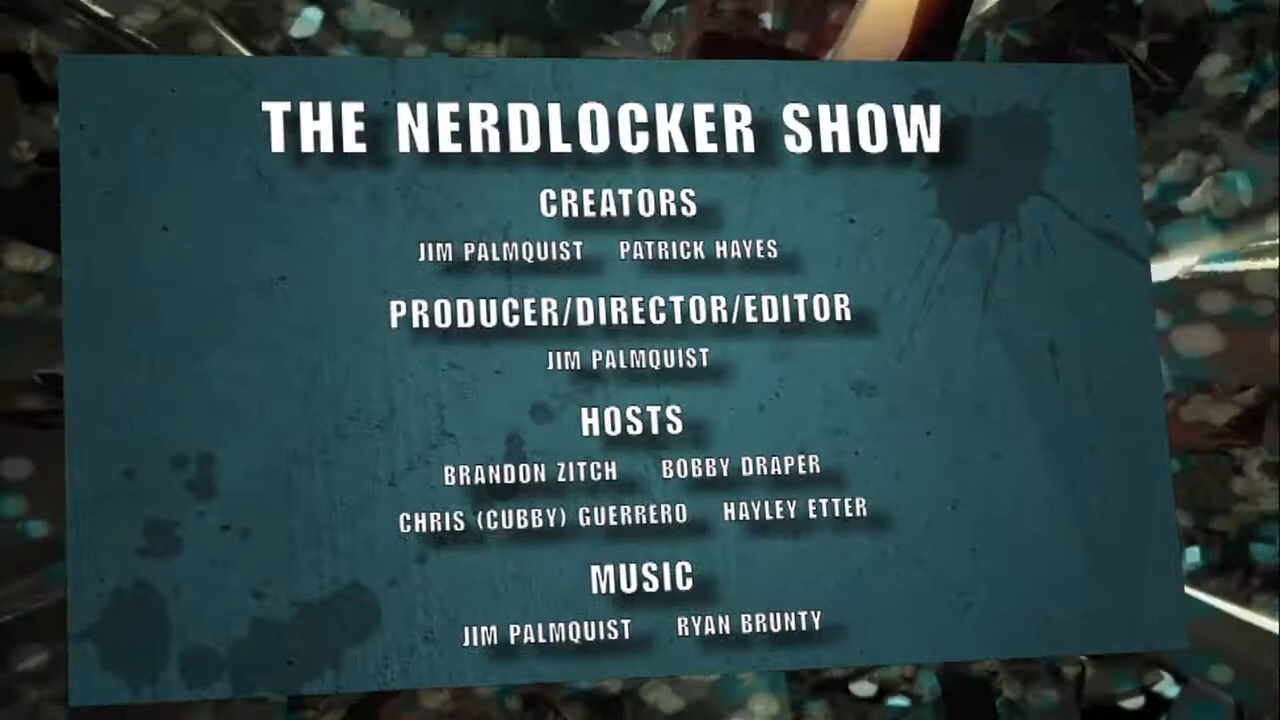 THE NERDLOCKER SHOW
CREATORS
JIM PALMQUIST PATRICK HAYES
PRODUCER/DIRECTOR/EDITOR
JIM PALMQUIST
HOSTS
BRANDON ZITCH BOBBY DRAPER
CHRIS (CUBBY) GUERRERO HAYLEY ETTER
MUSIC
JIM PALMQUIST RYAN BRUNTY